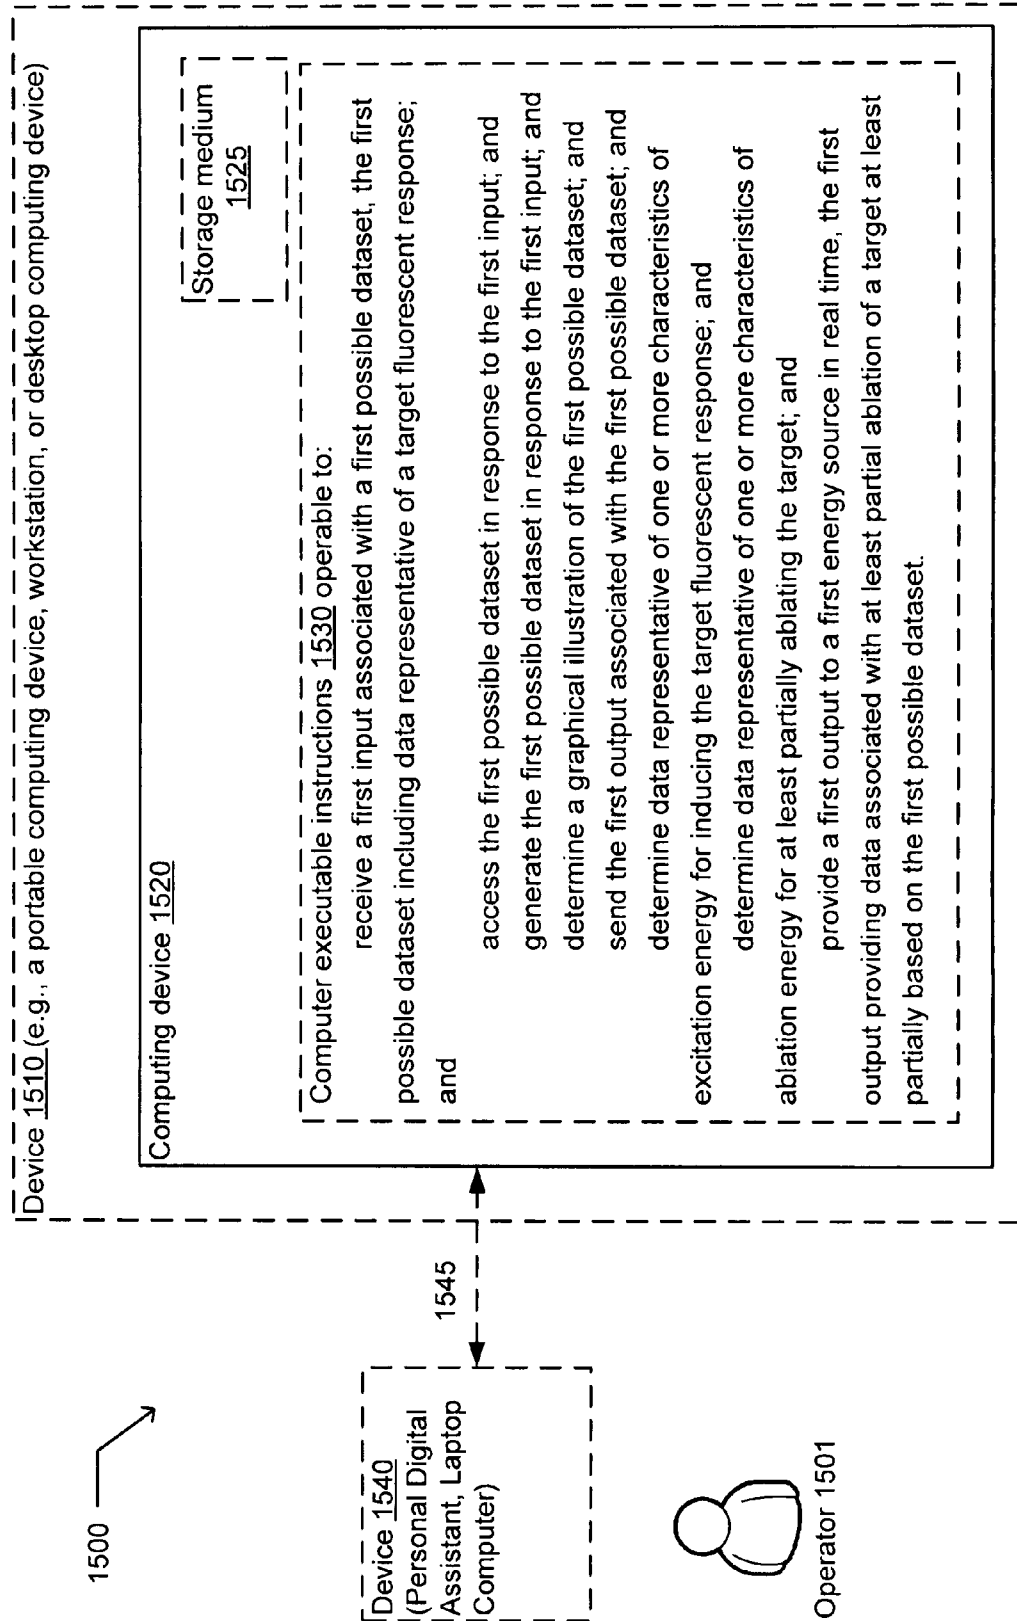 1500
Device 1510 (e.g., a portable computing device, workstation, or desktop computing device)
Computing device 1520
Storage medium
1525
Computer executable instructions 1530 operable to:
receive a first input associated with a first possible dataset, the first
possible dataset including data representative of a target fluorescent response;
and
access the first possible dataset in response to the first input; and
generate the first possible dataset in response to the first input; and
determine a graphical illustration of the first possible dataset; and
send the first output associated with the first possible dataset; and
determine data representative of one or more characteristics of
excitation energy for inducing the target fluorescent response; and
determine data representative of one or more characteristics of
ablation energy for at least partially ablating the target; and
provide a first output to a first energy source in real time, the first
output providing data associated with at least partial ablation of a target at least
partially based on the first possible dataset.
1545
Device 1540
(Personal Digital
Assistant, Laptop
Computer)
Operator 1501